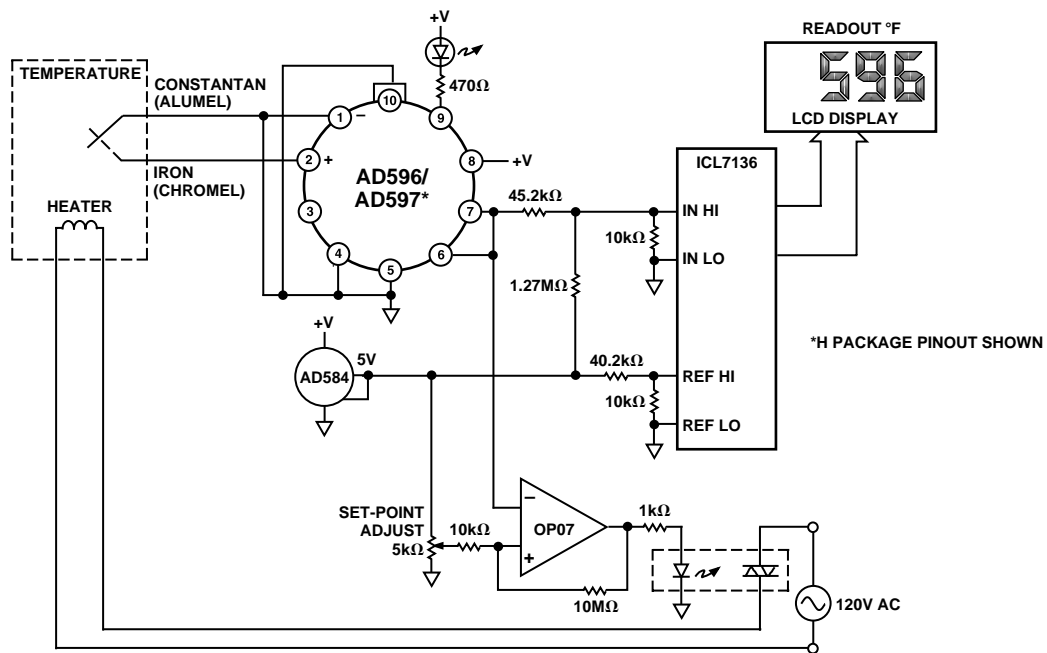 +V
READOUT °F
596
LCD DISPLAY
TEMPERATURE
CONSTANTAN
(ALUMEL)
470Ω
10
1
–
9
2
+
8
+V
IRON
(CHROMEL)
AD596/
AD597*
ICL7136
HEATER
3
7
45.2kΩ
IN HI
10kΩ
4
6
IN LO
5
1.27MΩ
+V
5V
AD584
40.2kΩ
REF HI
10kΩ
REF LO
*H PACKAGE PINOUT SHOWN
SET-POINT
ADJUST
5kΩ
10kΩ
–
OP07
+
1kΩ
10MΩ
120V AC